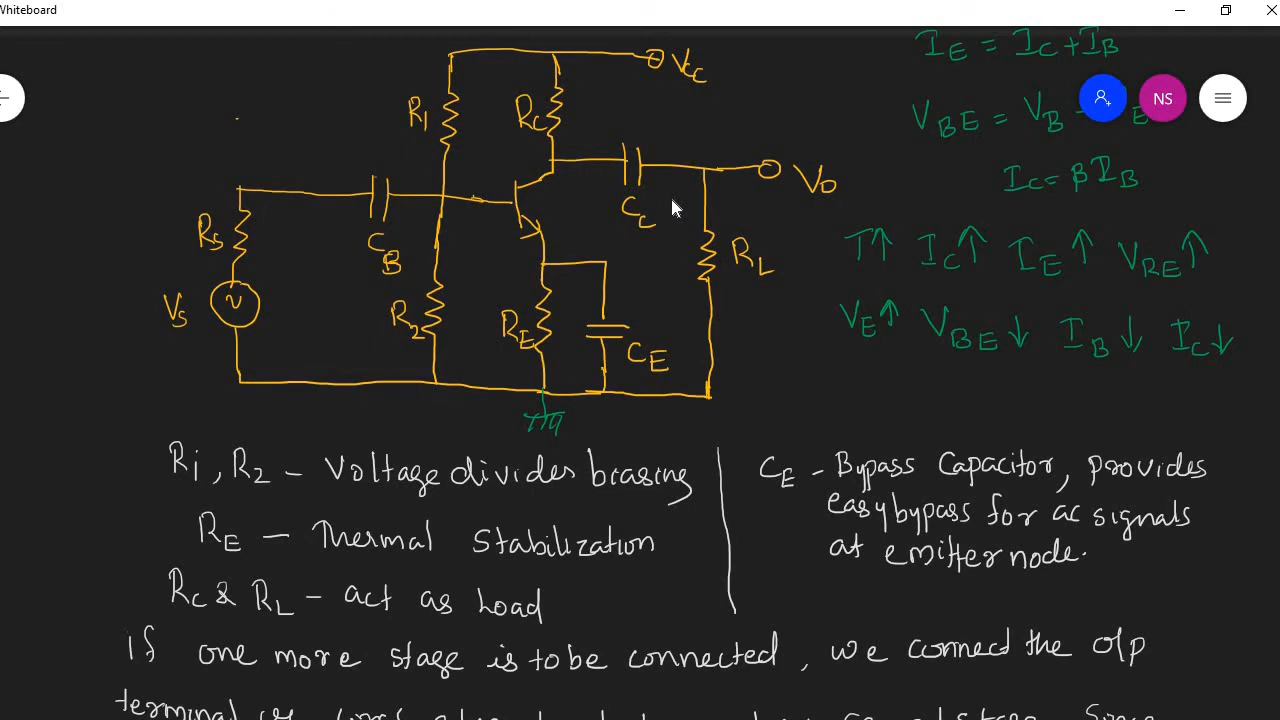 Whiteboard
VCC
R1
RC
IE = IC + IB
VBE = VB - E
NS
IC = βIB
CC
VO
RS
CB
VS
R2
RE
CE
RL
T↑ IC↑ IE↑ VRE↑
VE↑ VBE↓ IB↓ IC↓
R1, R2 - Voltage divides biasing
RE - Thermal Stabilization
RC & RL - act as Load
CE - Bypass Capacitor, provides
easy bypass for ac signals
at emitter node.
If one more stage is to be connected, we connect the o/p
terminal